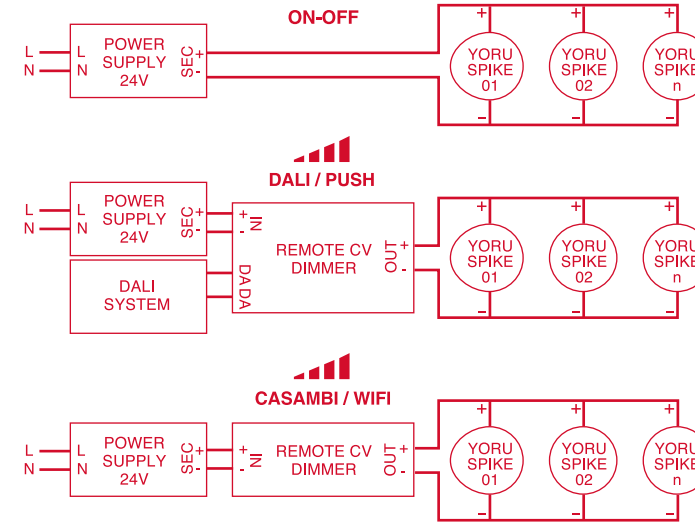 ON-OFF
L L POWER SUPPLY 24V SEC + -
N N
+ + +
YORU SPIKE 01
YORU SPIKE 02
YORU SPIKE n
– – –
DALI / PUSH
L L POWER SUPPLY 24V SEC + -
N N
+ - IN
REMOTE CV DIMMER
OUT + -
DA DA
DALI SYSTEM
+ + +
YORU SPIKE 01
YORU SPIKE 02
YORU SPIKE n
– – –
CASAMBI / WIFI
L L POWER SUPPLY 24V SEC + -
N N
+ - IN
REMOTE CV DIMMER
OUT + -
+ + +
YORU SPIKE 01
YORU SPIKE 02
YORU SPIKE n
– – –